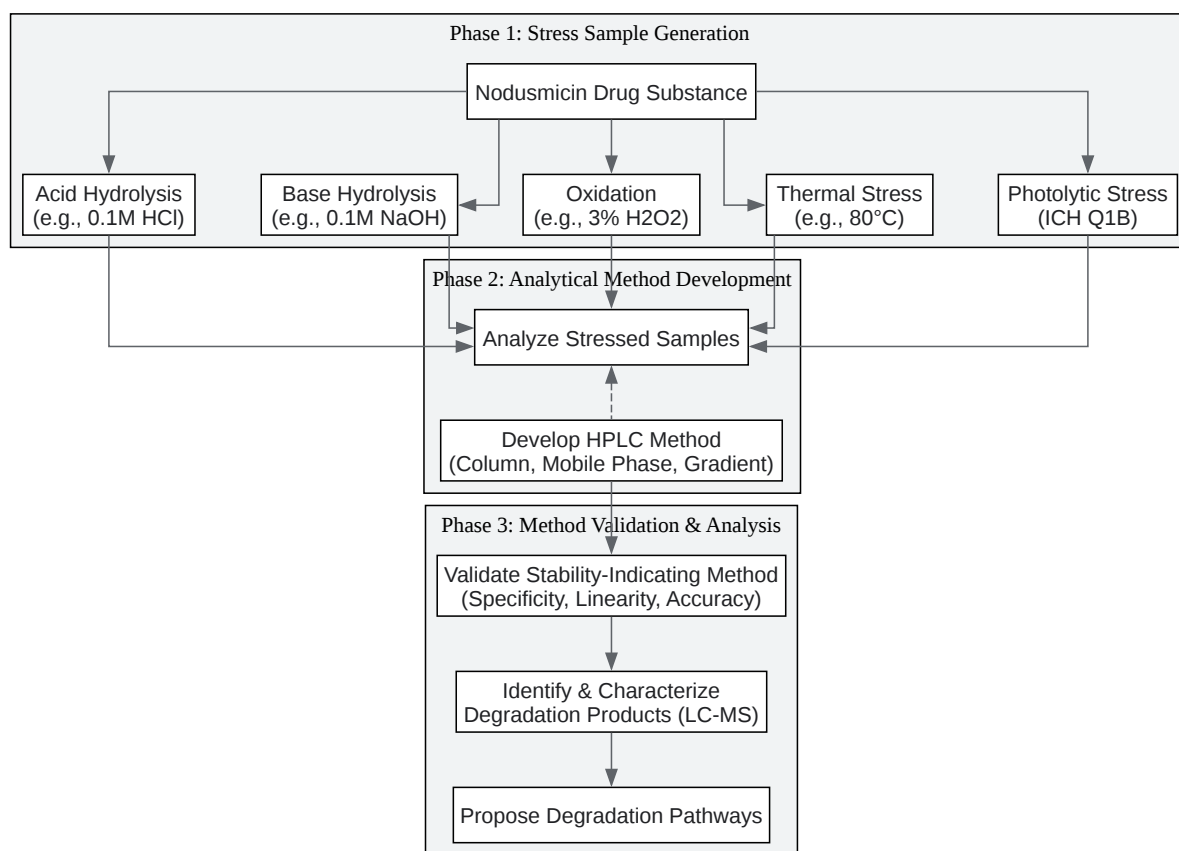 Phase 1: Stress Sample Generation
Nodusmicin Drug Substance
Acid Hydrolysis
(e.g., 0.1M HCl)
Base Hydrolysis
(e.g., 0.1M NaOH)
Oxidation
(e.g., 3% H2O2)
Thermal Stress
(e.g., 80°C)
Photolytic Stress
(ICH Q1B)
Phase 2: Analytical Method Development
Analyze Stressed Samples
Develop HPLC Method
(Column, Mobile Phase, Gradient)
Phase 3: Method Validation & Analysis
Validate Stability-Indicating Method
(Specificity, Linearity, Accuracy)
Identify & Characterize
Degradation Products (LC-MS)
Propose Degradation Pathways